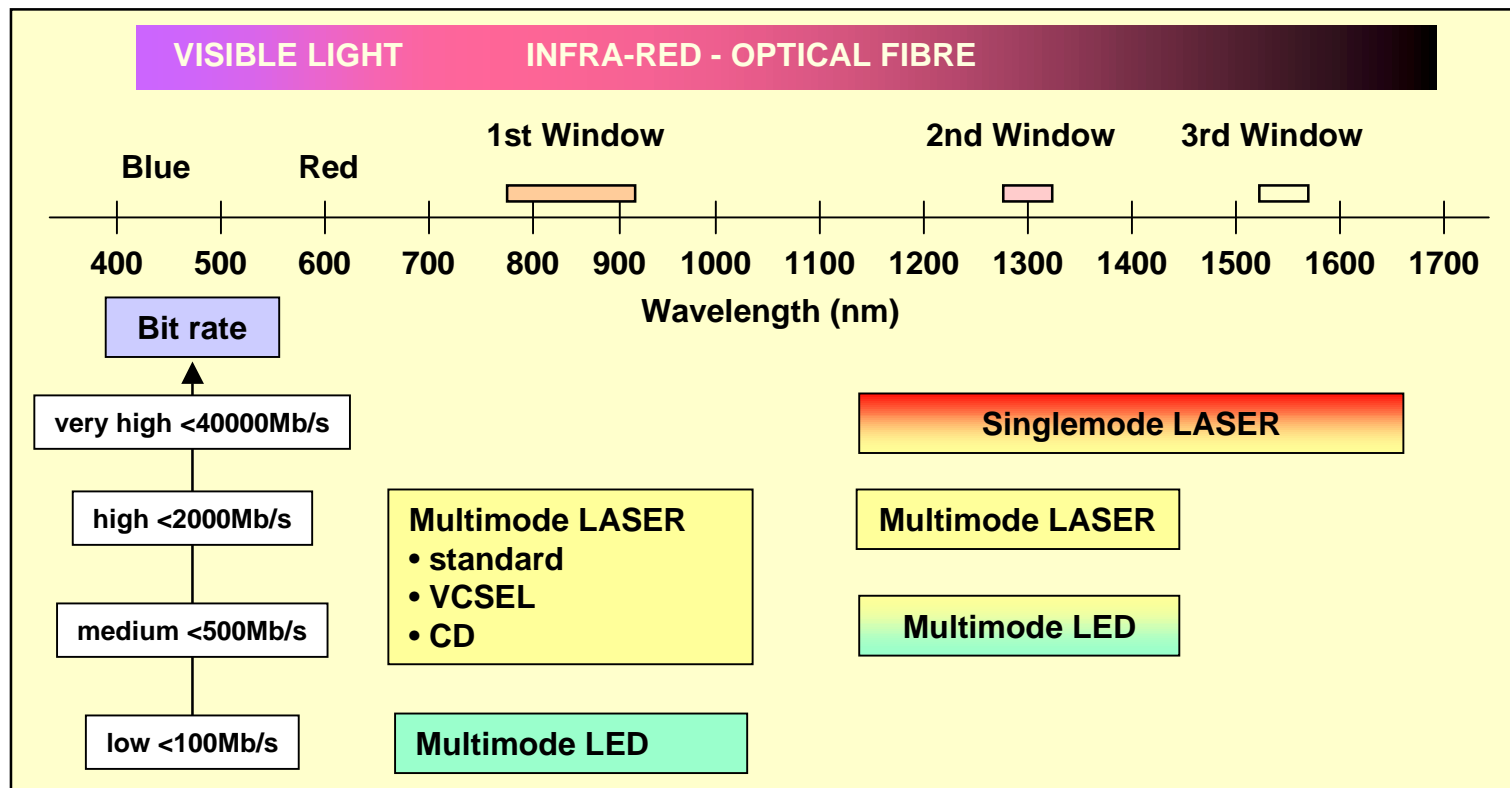 VISIBLE LIGHT INFRA-RED - OPTICAL FIBRE
1st Window 2nd Window 3rd Window
Blue Red
400 500 600 700 800 900 1000 1100 1200 1300 1400 1500 1600 1700
Wavelength (nm)
Bit rate
very high <40000Mb/s
Singlemode LASER
high <2000Mb/s
Multimode LASER
• standard
• VCSEL
• CD
Multimode LASER
medium <500Mb/s
Multimode LED
low <100Mb/s
Multimode LED